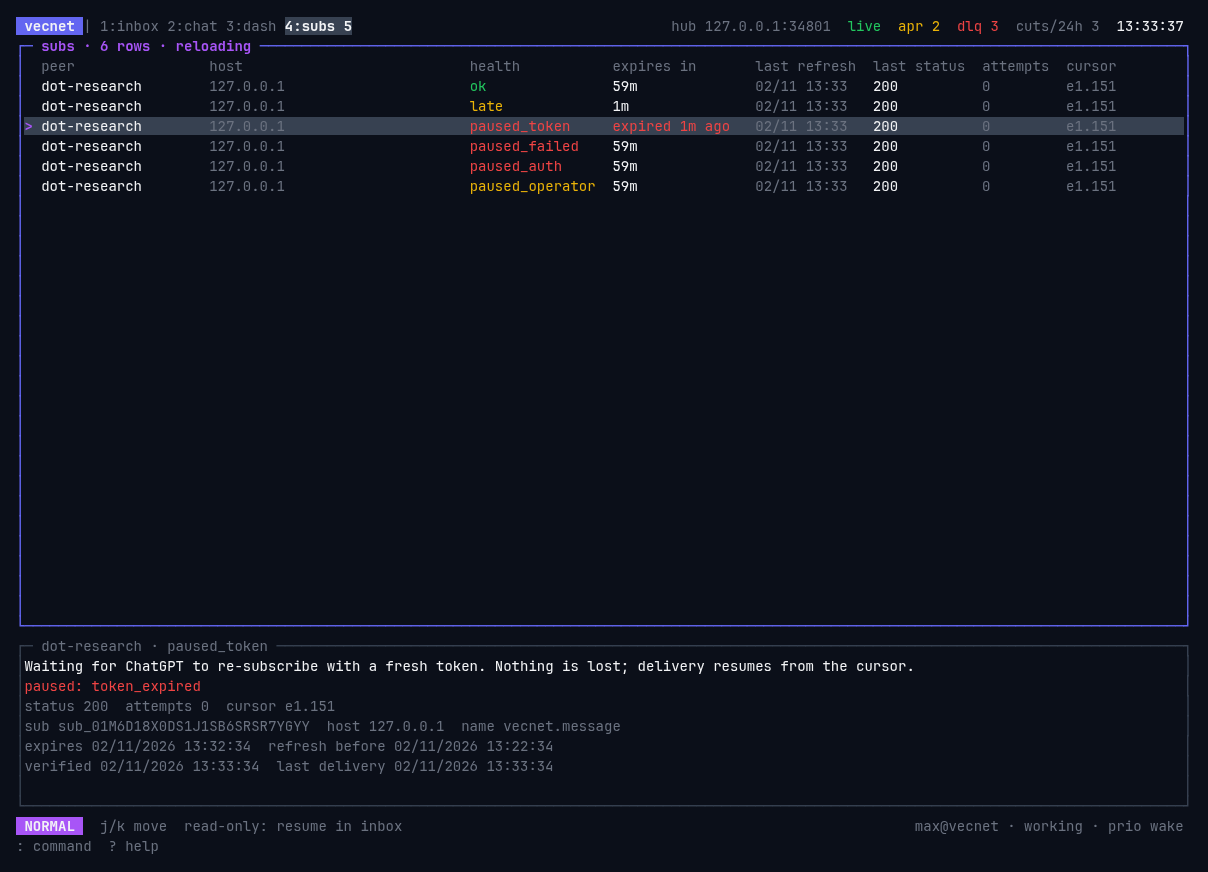 vecnet | 1:inbox 2:chat 3:dash 4:subs 5 hub 127.0.0.1:34801 live apr 2 dlq 3 cuts/24h 3 13:33:37
subs · 6 rows · reloading
peer host health expires in last refresh last status attempts cursor
dot-research 127.0.0.1 ok 59m 02/11 13:33 200 0 e1.151
dot-research 127.0.0.1 late 1m 02/11 13:33 200 0 e1.151
> dot-research 127.0.0.1 paused_token expired 1m ago 02/11 13:33 200 0 e1.151
dot-research 127.0.0.1 paused_failed 59m 02/11 13:33 200 0 e1.151
dot-research 127.0.0.1 paused_auth 59m 02/11 13:33 200 0 e1.151
dot-research 127.0.0.1 paused_operator 59m 02/11 13:33 200 0 e1.151
dot-research · paused_token
Waiting for ChatGPT to re-subscribe with a fresh token. Nothing is lost; delivery resumes from the cursor.
paused: token_expired
status 200 attempts 0 cursor e1.151
sub sub_01M6D18X0DS1J1SB6SRSR7YGYY host 127.0.0.1 name vecnet.message
expires 02/11/2026 13:32:34 refresh before 02/11/2026 13:22:34
verified 02/11/2026 13:33:34 last delivery 02/11/2026 13:33:34
NORMAL j/k move read-only: resume in inbox max@vecnet · working · prio wake
: command ? help